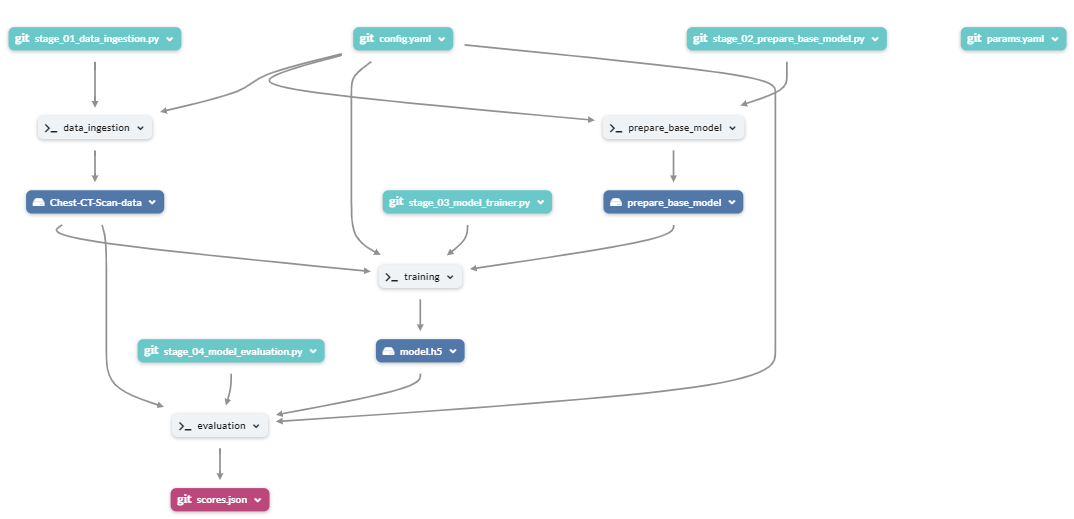 git stage_01_data_ingestion.py
git config.yaml
git stage_02_prepare_base_model.py
git params.yaml
>_ data_ingestion
>_ prepare_base_model
Chest-CT-Scan-data
git stage_03_model_trainer.py
prepare_base_model
>_ training
git stage_04_model_evaluation.py
model.h5
>_ evaluation
git scores.json